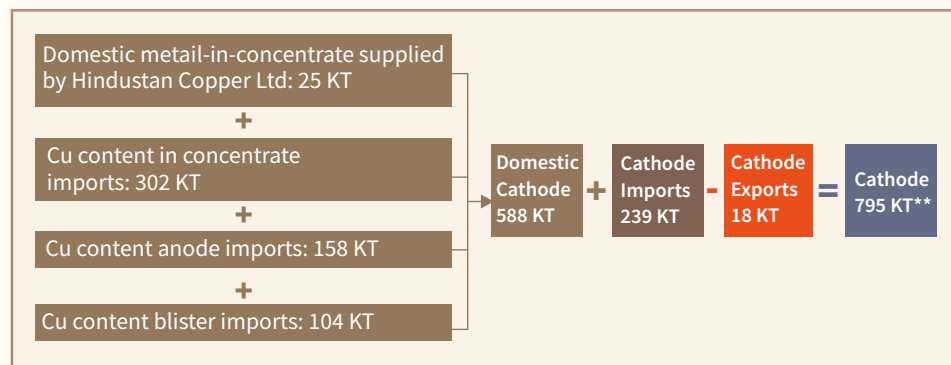 Domestic metail-in-concentrate supplied
by Hindustan Copper Ltd: 25 KT
+
Cu content in concentrate
imports: 302 KT
+
Cu content anode imports: 158 KT
+
Cu content blister imports: 104 KT
Domestic
Cathode
588 KT
+
Cathode
Imports
239 KT
-
Cathode
Exports
18 KT
=
Cathode
795 KT**